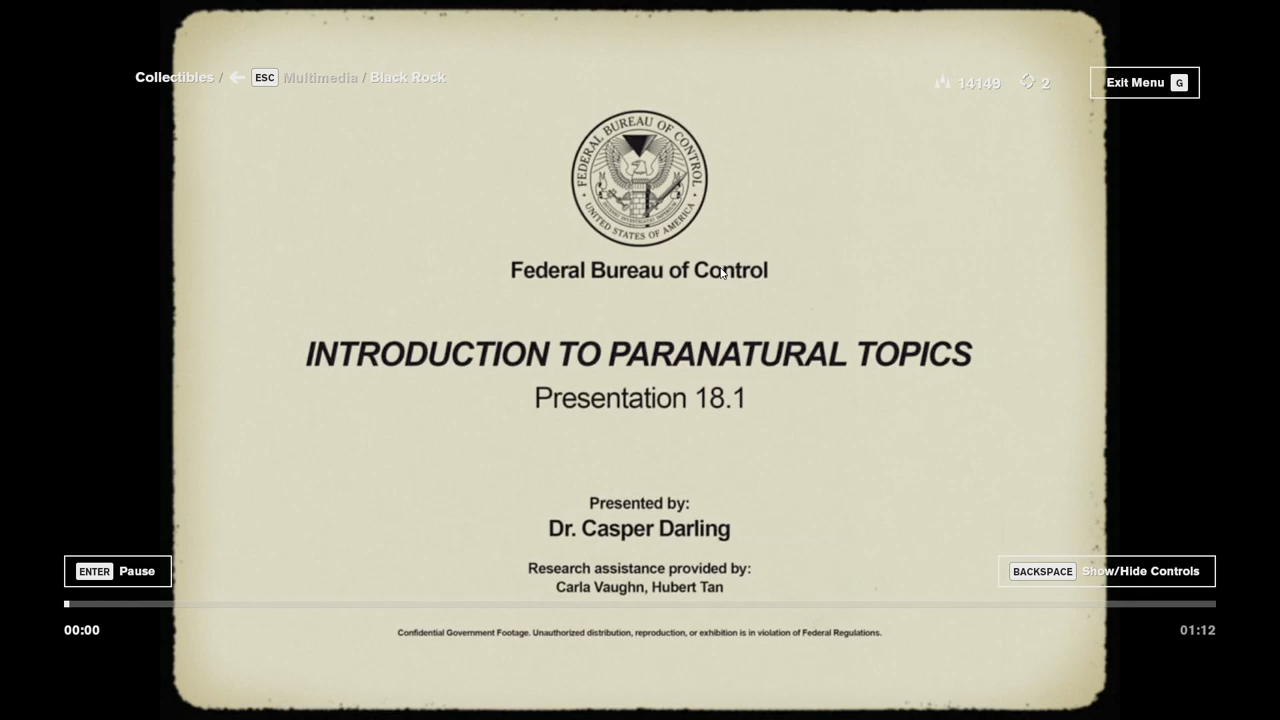 Collectibles / ESC Multimedia / Black Rock
14149 2
Exit Menu G
FEDERAL BUREAU OF CONTROL
UNITED STATES OF AMERICA
Federal Bureau of Control
INTRODUCTION TO PARANATURAL TOPICS
Presentation 18.1
Presented by:
Dr. Casper Darling
Research assistance provided by:
Carla Vaughn, Hubert Tan
ENTER Pause
BACKSPACE Show/Hide Controls
00:00
01:12
Confidential Government Footage. Unauthorized distribution, reproduction, or exhibition is in violation of Federal Regulations.